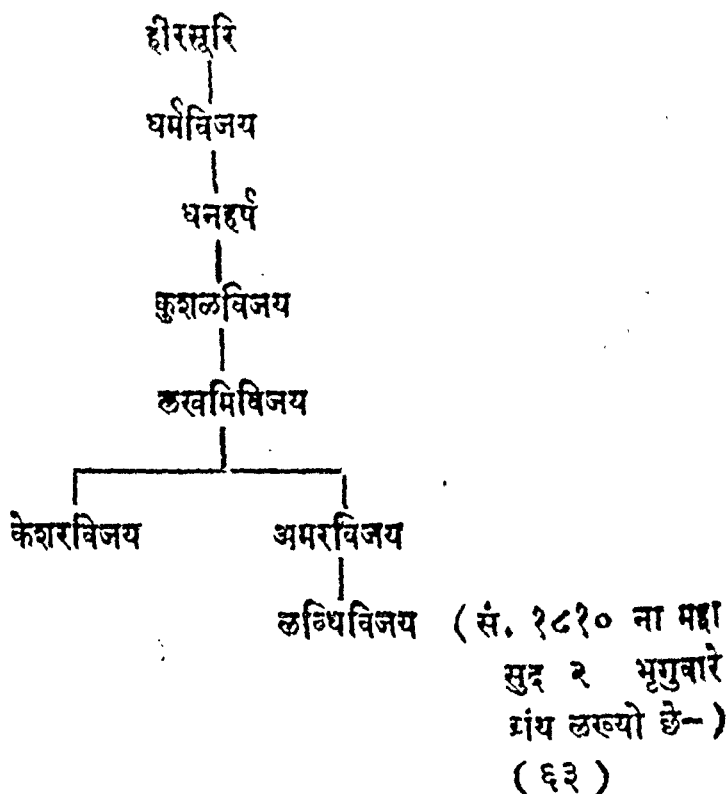 हीरसूरि
धर्मविजय
धनहर्ष
कुशळविजय
लखमिविजय
केशरविजय अमरविजय
लब्धिविजय (सं. १८१० ना महा
सुद २ भृगुवारे
ग्रंथ लख्यो छे-)
(६३)